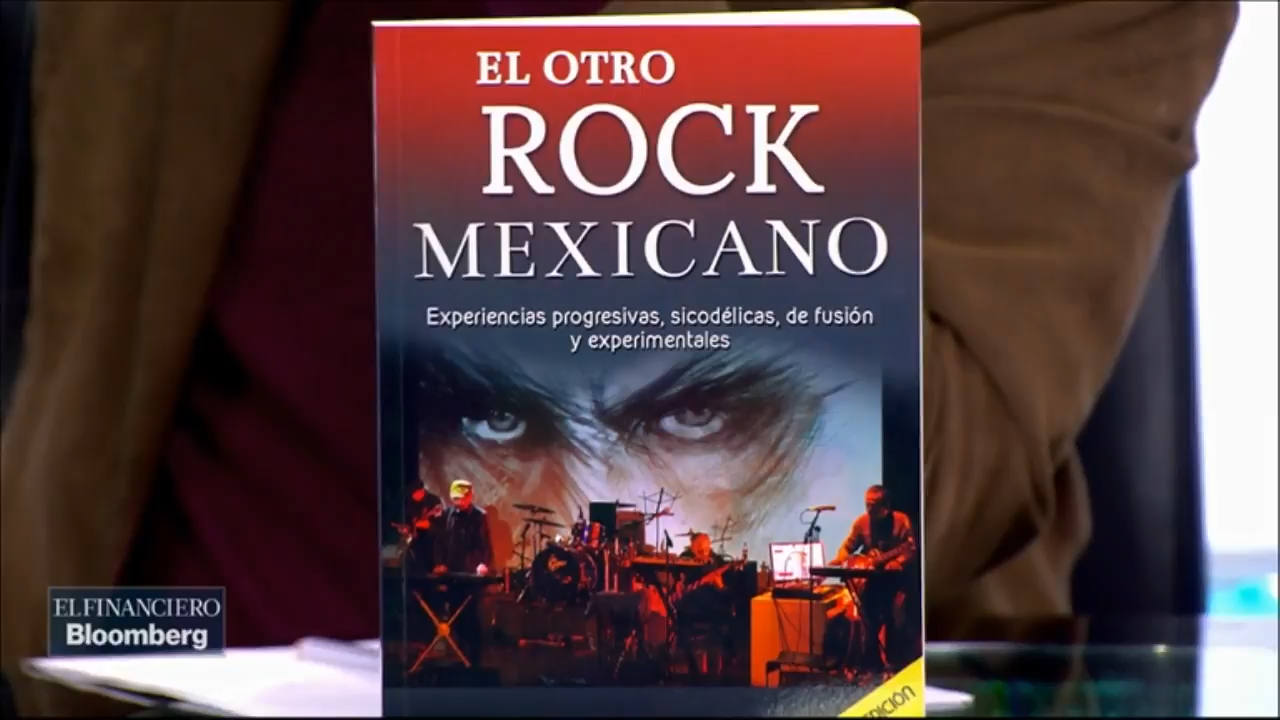 EL OTRO
ROCK
MEXICANO
Experiencias progresivas, sicodélicas, de fusión
y experimentales
EL FINANCIERO
Bloomberg